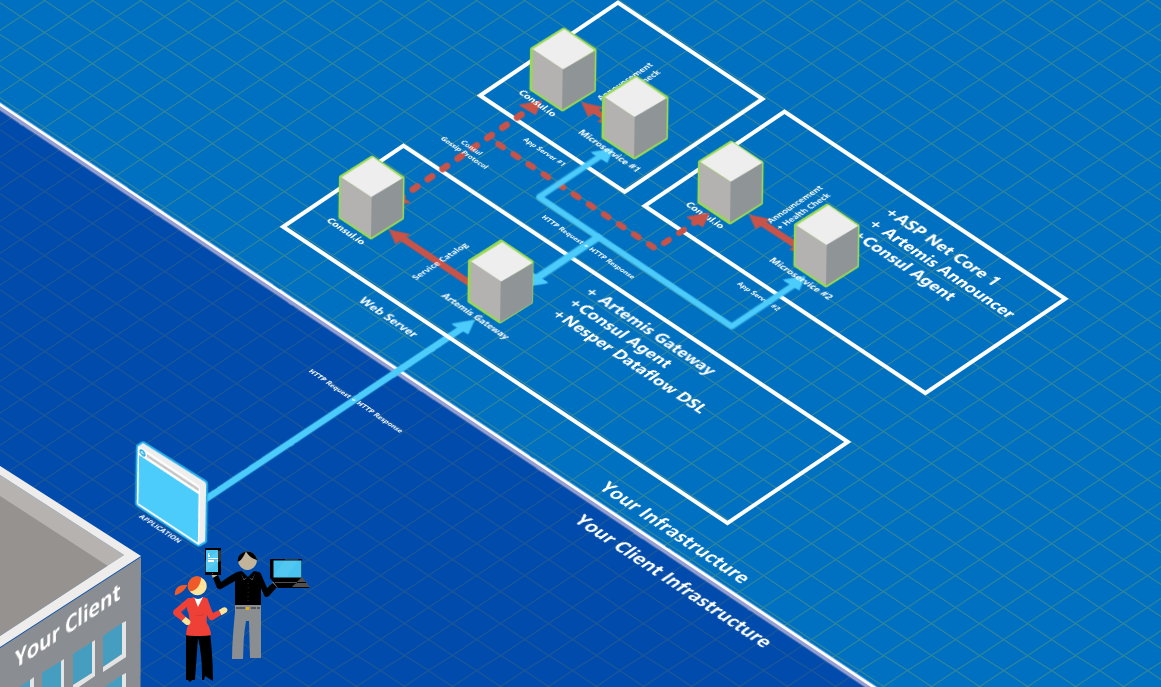 Consul.io
Announcement
Microservice #1
App Server #1
Consul
Gossip Protocol
Consul.io
Service Catalog
Artemis Gateway
Web Server
HTTP Request + HTTP Response
Consul.io
Announcement
+ Health Check
Microservice #2
App Server #2
+ASP Net Core 1
+ Artemis Announcer
+Consul Agent
+ Artemis Gateway
+Consul Agent
+Nesper Dataflow DSL
HTTP Request + HTTP Response
APPLICATION
Your Infrastructure
Your Client Infrastructure
Your Client